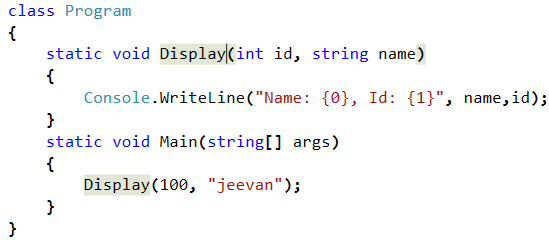 class Program
{
    static void Display(int id, string name)
    {
        Console.WriteLine("Name: {0}, Id: {1}", name,id);
    }
    static void Main(string[] args)
    {
        Display(100, "jeevan");
    }
}